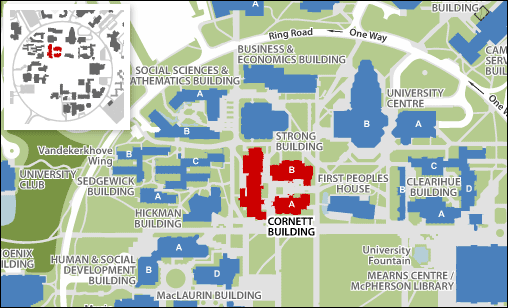 A
BUILDING
Ring Road
One Way
BUSINESS &
ECONOMICS BUILDING
CAM
SERV
BUILD
SOCIAL SCIENCES &
ATHEMATICS BUILDING
A
B
UNIVERSITY
CENTRE
One Way
B
A
STRONG
BUILDING
Vandekerkhove
Wing
B
C
UNIVERSITY
CLUB
SEDGEWICK
BUILDING
C
A
B
A
FIRST PEOPLES
HOUSE
C
CLEARIHUE
BUILDING
B
D
A
HICKMAN
BUILDING
CORNETT
BUILDING
OENIX
ILDING
HUMAN & SOCIAL
DEVELOPMENT
BUILDING
A
B
D
University
Fountain
MEARNS CENTRE /
McPHERSON LIBRARY
MacLAURIN BUILDING